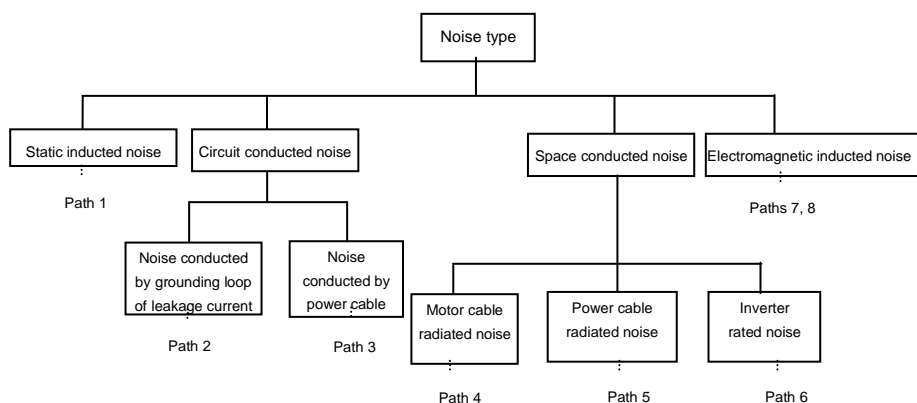 Noise type
Static inducted noise
Circuit conducted noise
Space conducted noise
Electromagnetic inducted noise
Path 1
Paths 7, 8
Noise conducted
by grounding loop
of leakage current
Noise
conducted by
power cable
Motor cable
radiated noise
Power cable
radiated noise
Inverter
rated noise
Path 2
Path 3
Path 4
Path 5
Path 6